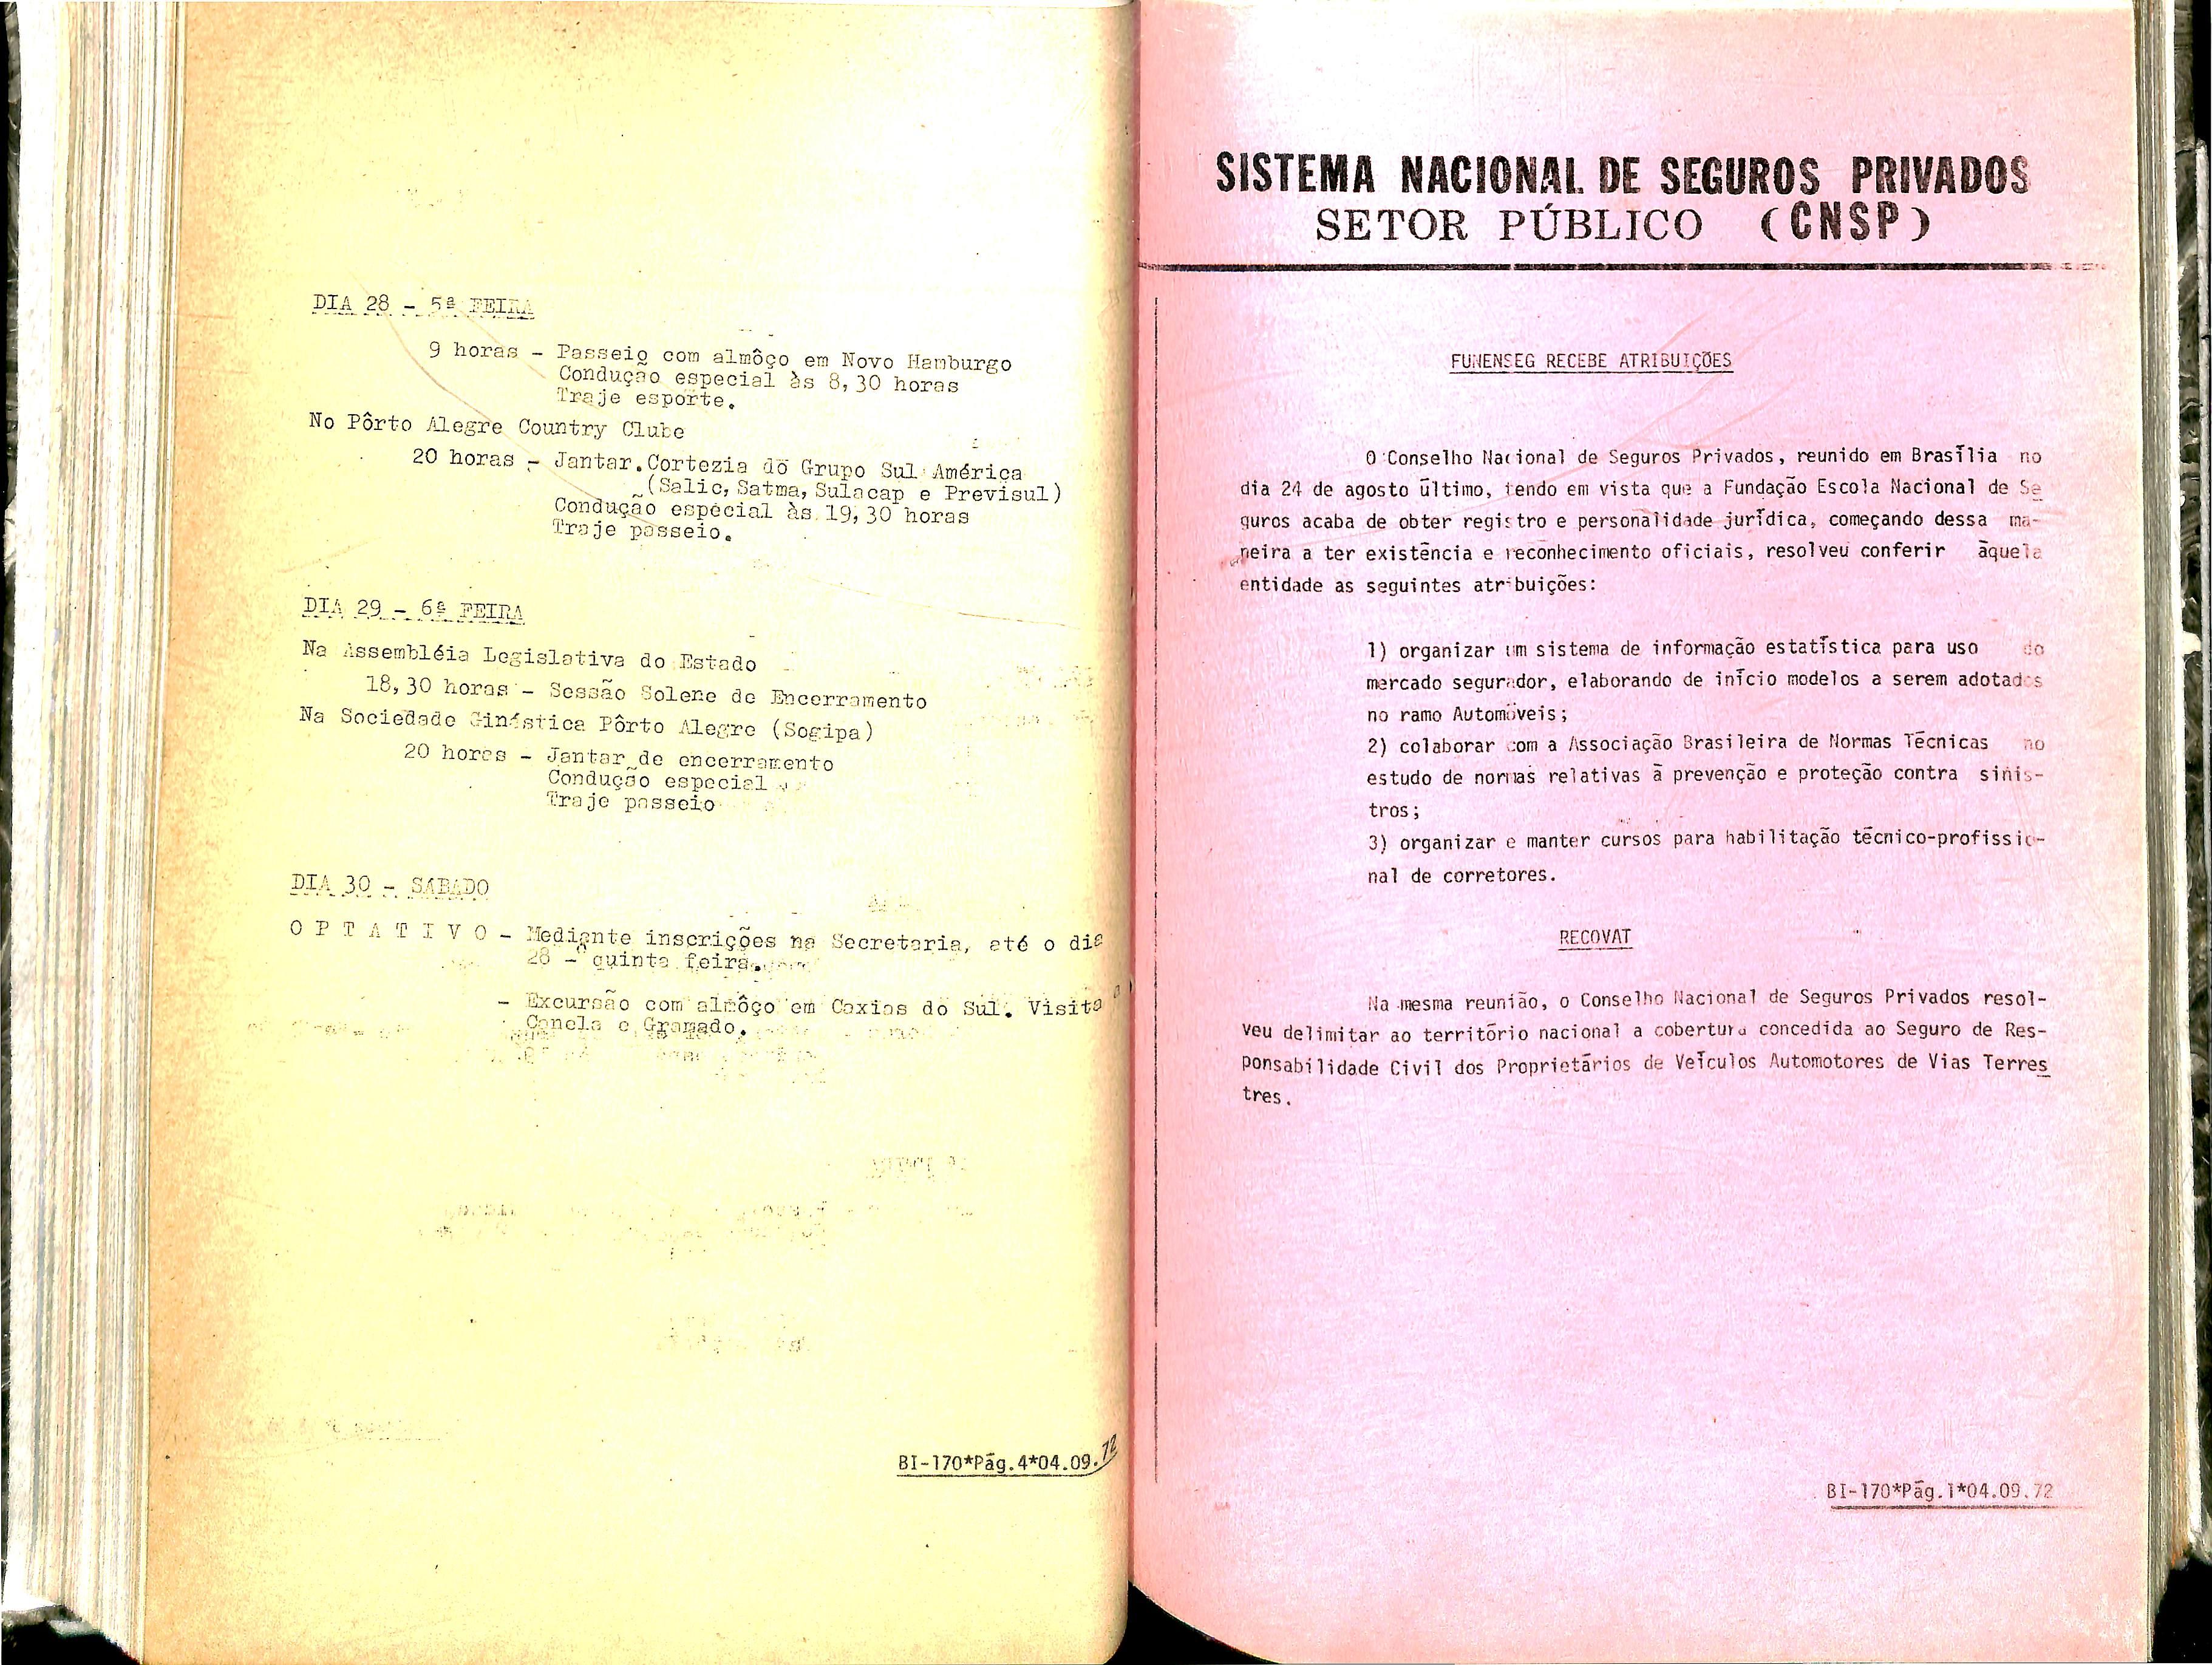 DIA 28 - 5ª FEIRA
9 horas - Passeio com almôço em Novo Hamburgo
Condução especial às 8,30 horas
Traje esporte.
No Pôrto Alegre Country Clube
20 horas - Jantar.Cortezia do Grupo Sul América
(Salic, Satma, Sulacap e Previsul)
Condução especial às 19,30 horas
Traje passeio.
DIA 29 - 6ª FEIRA
Na Assembléia Legislativa do Estado
18,30 horas - Sessão Solene de Encerramento
Na Sociedade Ginástica Pôrto Alegre (Sogipa)
20 horas - Jantar de encerramento
Condução especial
Traje passeio
DIA 30 - SABADO
O P T A T I V O - Mediante inscrições na Secretaria, até o dia
28 - quinta feira.
- Excursão com almôço em Caxias do Sul. Visita a
Canela e Gramado.
BI-170*Pág.4*04.09.72
SISTEMA NACIONAL DE SEGUROS PRIVADOS
SETOR PÚBLICO (CNSP)
FUNENSEG RECEBE ATRIBUIÇÕES
O Conselho Nacional de Seguros Privados, reunido em Brasília no
dia 24 de agosto último, tendo em vista que a Fundação Escola Nacional de Se
guros acaba de obter registro e personalidade jurídica, começando dessa ma-
neira a ter existência e reconhecimento oficiais, resolveu conferir àquela
entidade as seguintes atribuições:
1) organizar um sistema de informação estatística para uso do
mercado segurador, elaborando de início modelos a serem adotados
no ramo Automóveis;
2) colaborar com a Associação Brasileira de Normas Técnicas no
estudo de normas relativas à prevenção e proteção contra sinis-
tros;
3) organizar e manter cursos para habilitação técnico-profissio-
nal de corretores.
RECOVAT
Na mesma reunião, o Conselho Nacional de Seguros Privados resol-
veu delimitar ao território nacional a cobertura concedida ao Seguro de Res-
ponsabilidade Civil dos Proprietários de Veículos Automotores de Vias Terres
tres.
BI-170*Pág.1*04.09.72